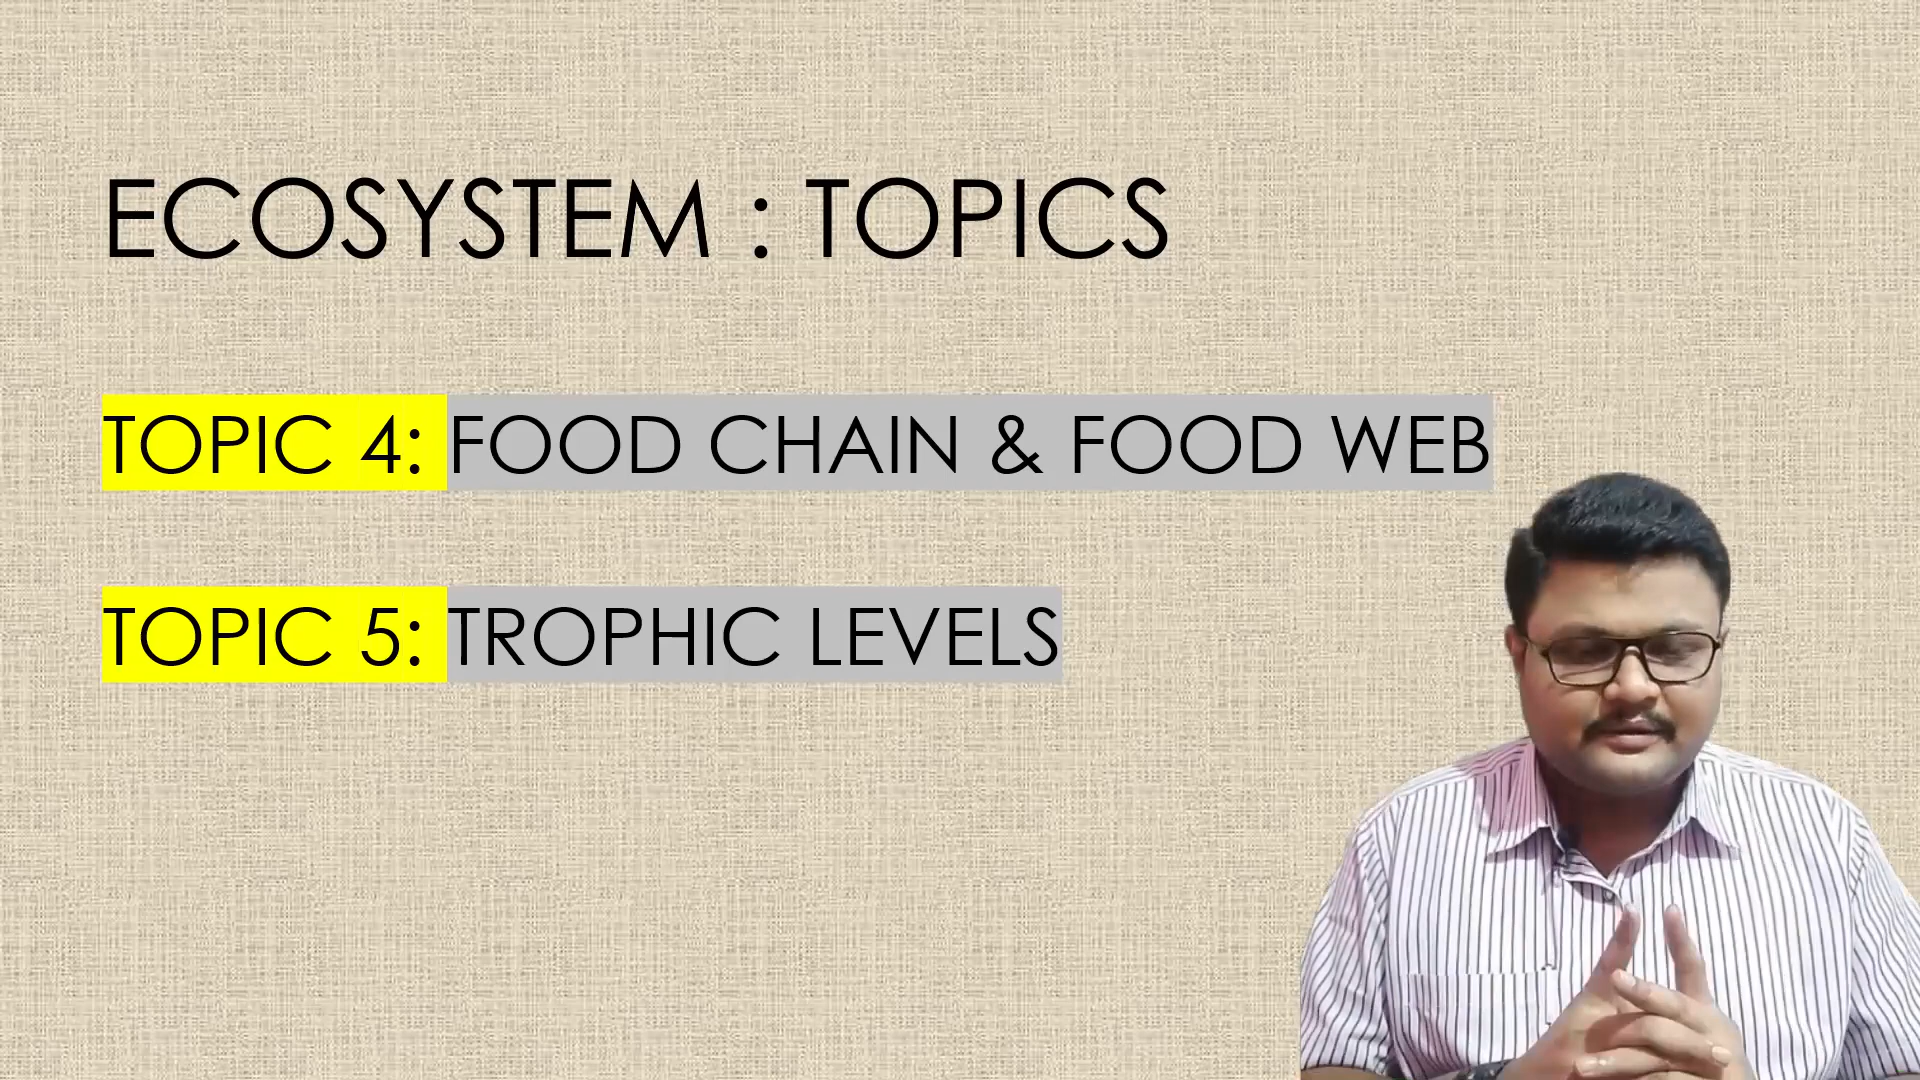 ECOSYSTEM : TOPICS
TOPIC 4: FOOD CHAIN & FOOD WEB
TOPIC 5: TROPHIC LEVELS